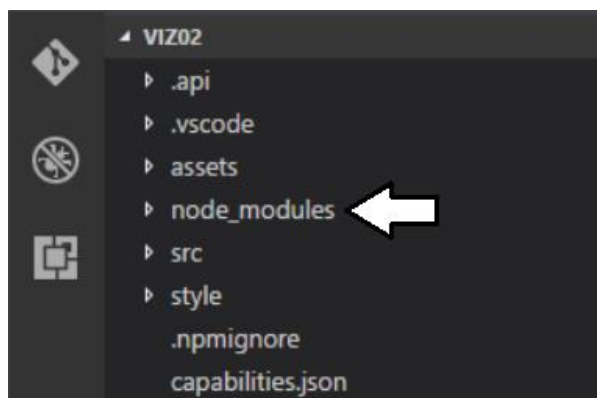 VIZ02
.api
.vscode
assets
node_modules
src
style
.npmignore
capabilities.json